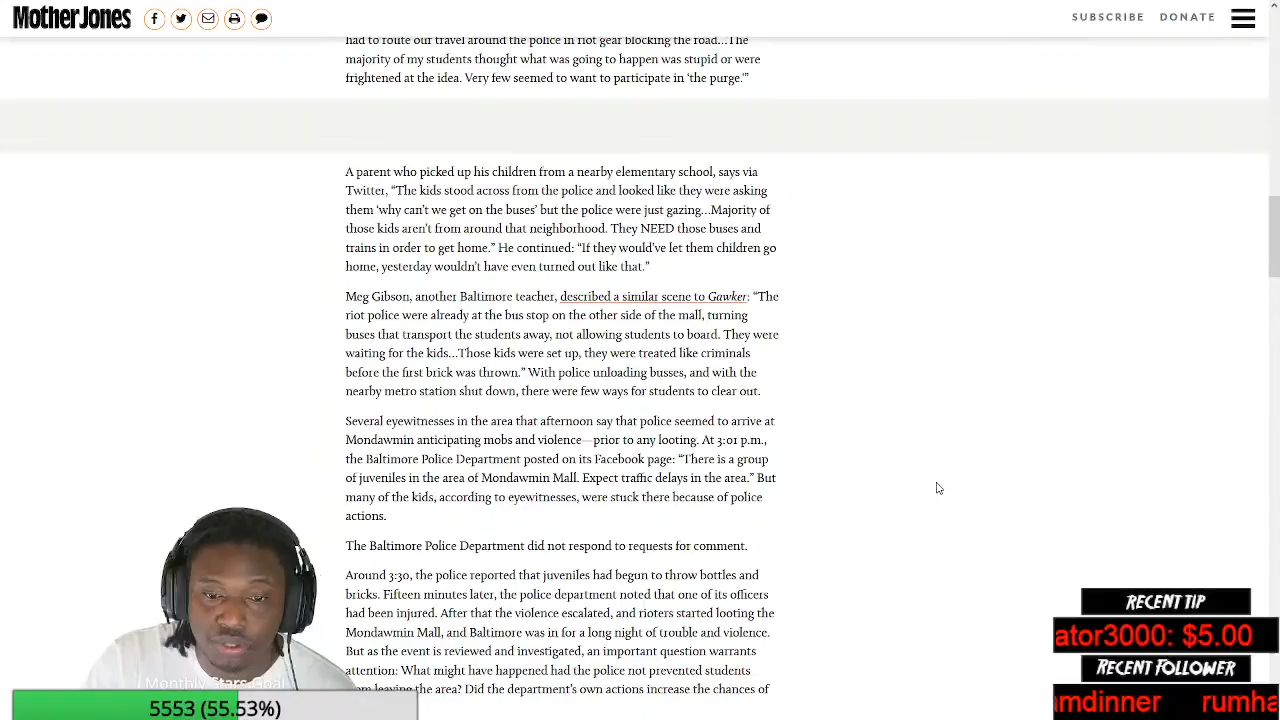 MotherJones
SUBSCRIBE DONATE
had to route our travel around the police in riot gear blocking the road…The
majority of my students thought what was going to happen was stupid or were
frightened at the idea. Very few seemed to want to participate in ‘the purge.’”
A parent who picked up his children from a nearby elementary school, says via
Twitter, “The kids stood across from the police and looked like they were asking
them ‘why can’t we get on the buses’ but the police were just gazing…Majority of
those kids aren’t from around that neighborhood. They NEED those buses and
trains in order to get home.” He continued: “If they would’ve let them children go
home, yesterday wouldn’t have even turned out like that.”
Meg Gibson, another Baltimore teacher, described a similar scene to Gawker: “The
riot police were already at the bus stop on the other side of the mall, turning
buses that transport the students away, not allowing students to board. They were
waiting for the kids…Those kids were set up, they were treated like criminals
before the first brick was thrown.” With police unloading busses, and with the
nearby metro station shut down, there were few ways for students to clear out.
Several eyewitnesses in the area that afternoon say that police seemed to arrive at
Mondawmin anticipating mobs and violence—prior to any looting. At 3:01 p.m.,
the Baltimore Police Department posted on its Facebook page: “There is a group
of juveniles in the area of Mondawmin Mall. Expect traffic delays in the area.” But
many of the kids, according to eyewitnesses, were stuck there because of police
actions.
The Baltimore Police Department did not respond to requests for comment.
Around 3:30, the police reported that juveniles had begun to throw bottles and
bricks. Fifteen minutes later, the police department noted that one of its officers
had been injured. After that the violence escalated, and rioters started looting the
Mondawmin Mall, and Baltimore was in for a long night of trouble and violence.
But as the event is reviewed and investigated, an important question warrants
attention: What might have happened had the police not prevented students
from leaving the area? Did the department’s own actions increase the chances of
Monthly Stars Goal
5553 (55.53%)
RECENT TIP
ator3000: $5.00
RECENT FOLLOWER
mdinner rumha